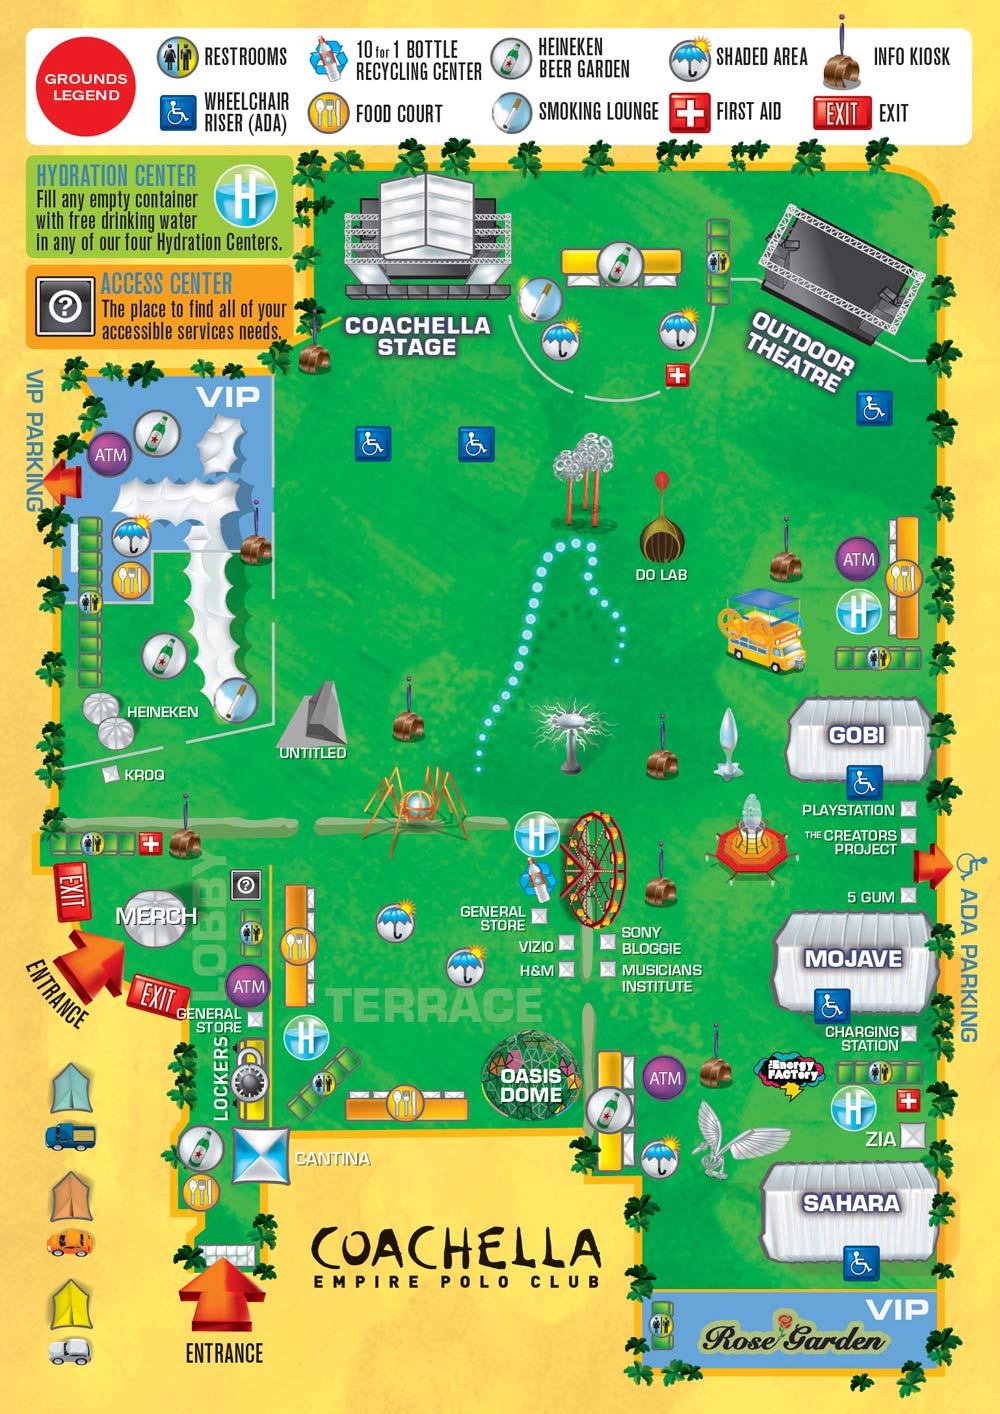 GROUNDS
LEGEND
RESTROOMS
10 for 1 BOTTLE
RECYCLING CENTER
HEINEKEN
BEER GARDEN
SHADED AREA
INFO KIOSK
WHEELCHAIR
RISER (ADA)
FOOD COURT
SMOKING LOUNGE
FIRST AID
EXIT
EXIT
HYDRATION CENTER
Fill any empty container
with free drinking water
in any of our four Hydration Centers.
H
ACCESS CENTER
The place to find all of your
accessible services needs.
?
COACHELLA
STAGE
OUTDOOR
THEATRE
VIP PARKING
VIP
ATM
DO LAB
ATM
H
HEINEKEN
KROQ
UNTITLED
GOBI
PLAYSTATION
THE CREATORS
PROJECT
H
EXIT
MERCH
LOBBY
?
GENERAL
STORE
VIZIO
H&M
SONY
BLOGGIE
MUSICIANS
INSTITUTE
5 GUM
MOJAVE
ADA PARKING
ENTRANCE
EXIT
ATM
GENERAL
STORE
TERRACE
CHARGING
STATION
LOCKERS
H
OASIS
DOME
ATM
THE Energy
FACTORY
H
ZIA
CANTINA
SAHARA
COACHELLA
EMPIRE POLO CLUB
ENTRANCE
VIP
Rose Garden